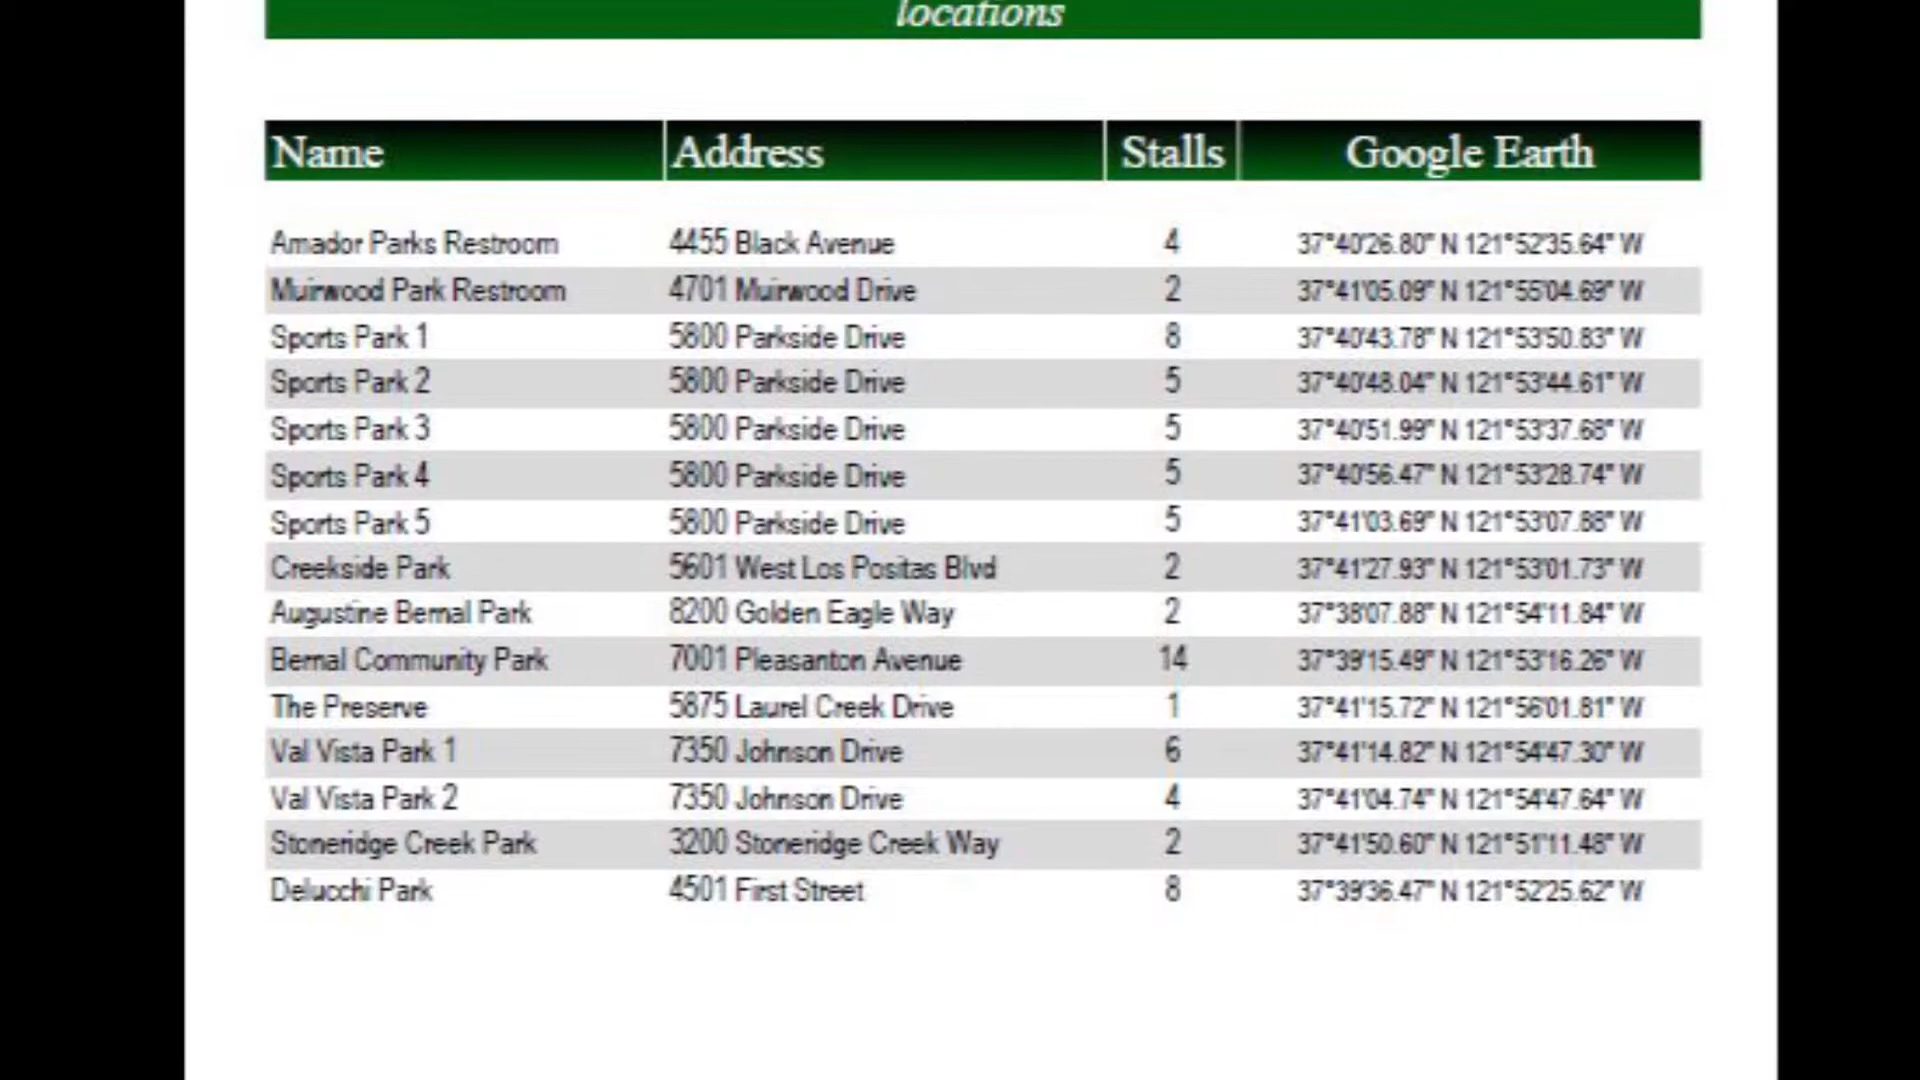 locations
Name Address Stalls Google Earth
Amador Parks Restroom 4455 Black Avenue 4 37°40'26.80" N 121°52'35.64" W
Muirwood Park Restroom 4701 Muirwood Drive 2 37°41'05.09" N 121°55'04.69" W
Sports Park 1 5800 Parkside Drive 8 37°40'43.78" N 121°53'50.83" W
Sports Park 2 5800 Parkside Drive 5 37°40'48.04" N 121°53'44.61" W
Sports Park 3 5800 Parkside Drive 5 37°40'51.99" N 121°53'37.68" W
Sports Park 4 5800 Parkside Drive 5 37°40'56.47" N 121°53'28.74" W
Sports Park 5 5800 Parkside Drive 5 37°41'03.69" N 121°53'07.88" W
Creekside Park 5601 West Los Positas Blvd 2 37°41'27.93" N 121°53'01.73" W
Augustine Bernal Park 8200 Golden Eagle Way 2 37°38'07.88" N 121°54'11.84" W
Bernal Community Park 7001 Pleasanton Avenue 14 37°39'15.49" N 121°53'16.26" W
The Preserve 5875 Laurel Creek Drive 1 37°41'15.72" N 121°56'01.81" W
Val Vista Park 1 7350 Johnson Drive 6 37°41'14.82" N 121°54'47.30" W
Val Vista Park 2 7350 Johnson Drive 4 37°41'04.74" N 121°54'47.64" W
Stoneridge Creek Park 3200 Stoneridge Creek Way 2 37°41'50.60" N 121°51'11.48" W
Delucchi Park 4501 First Street 8 37°39'36.47" N 121°52'25.62" W